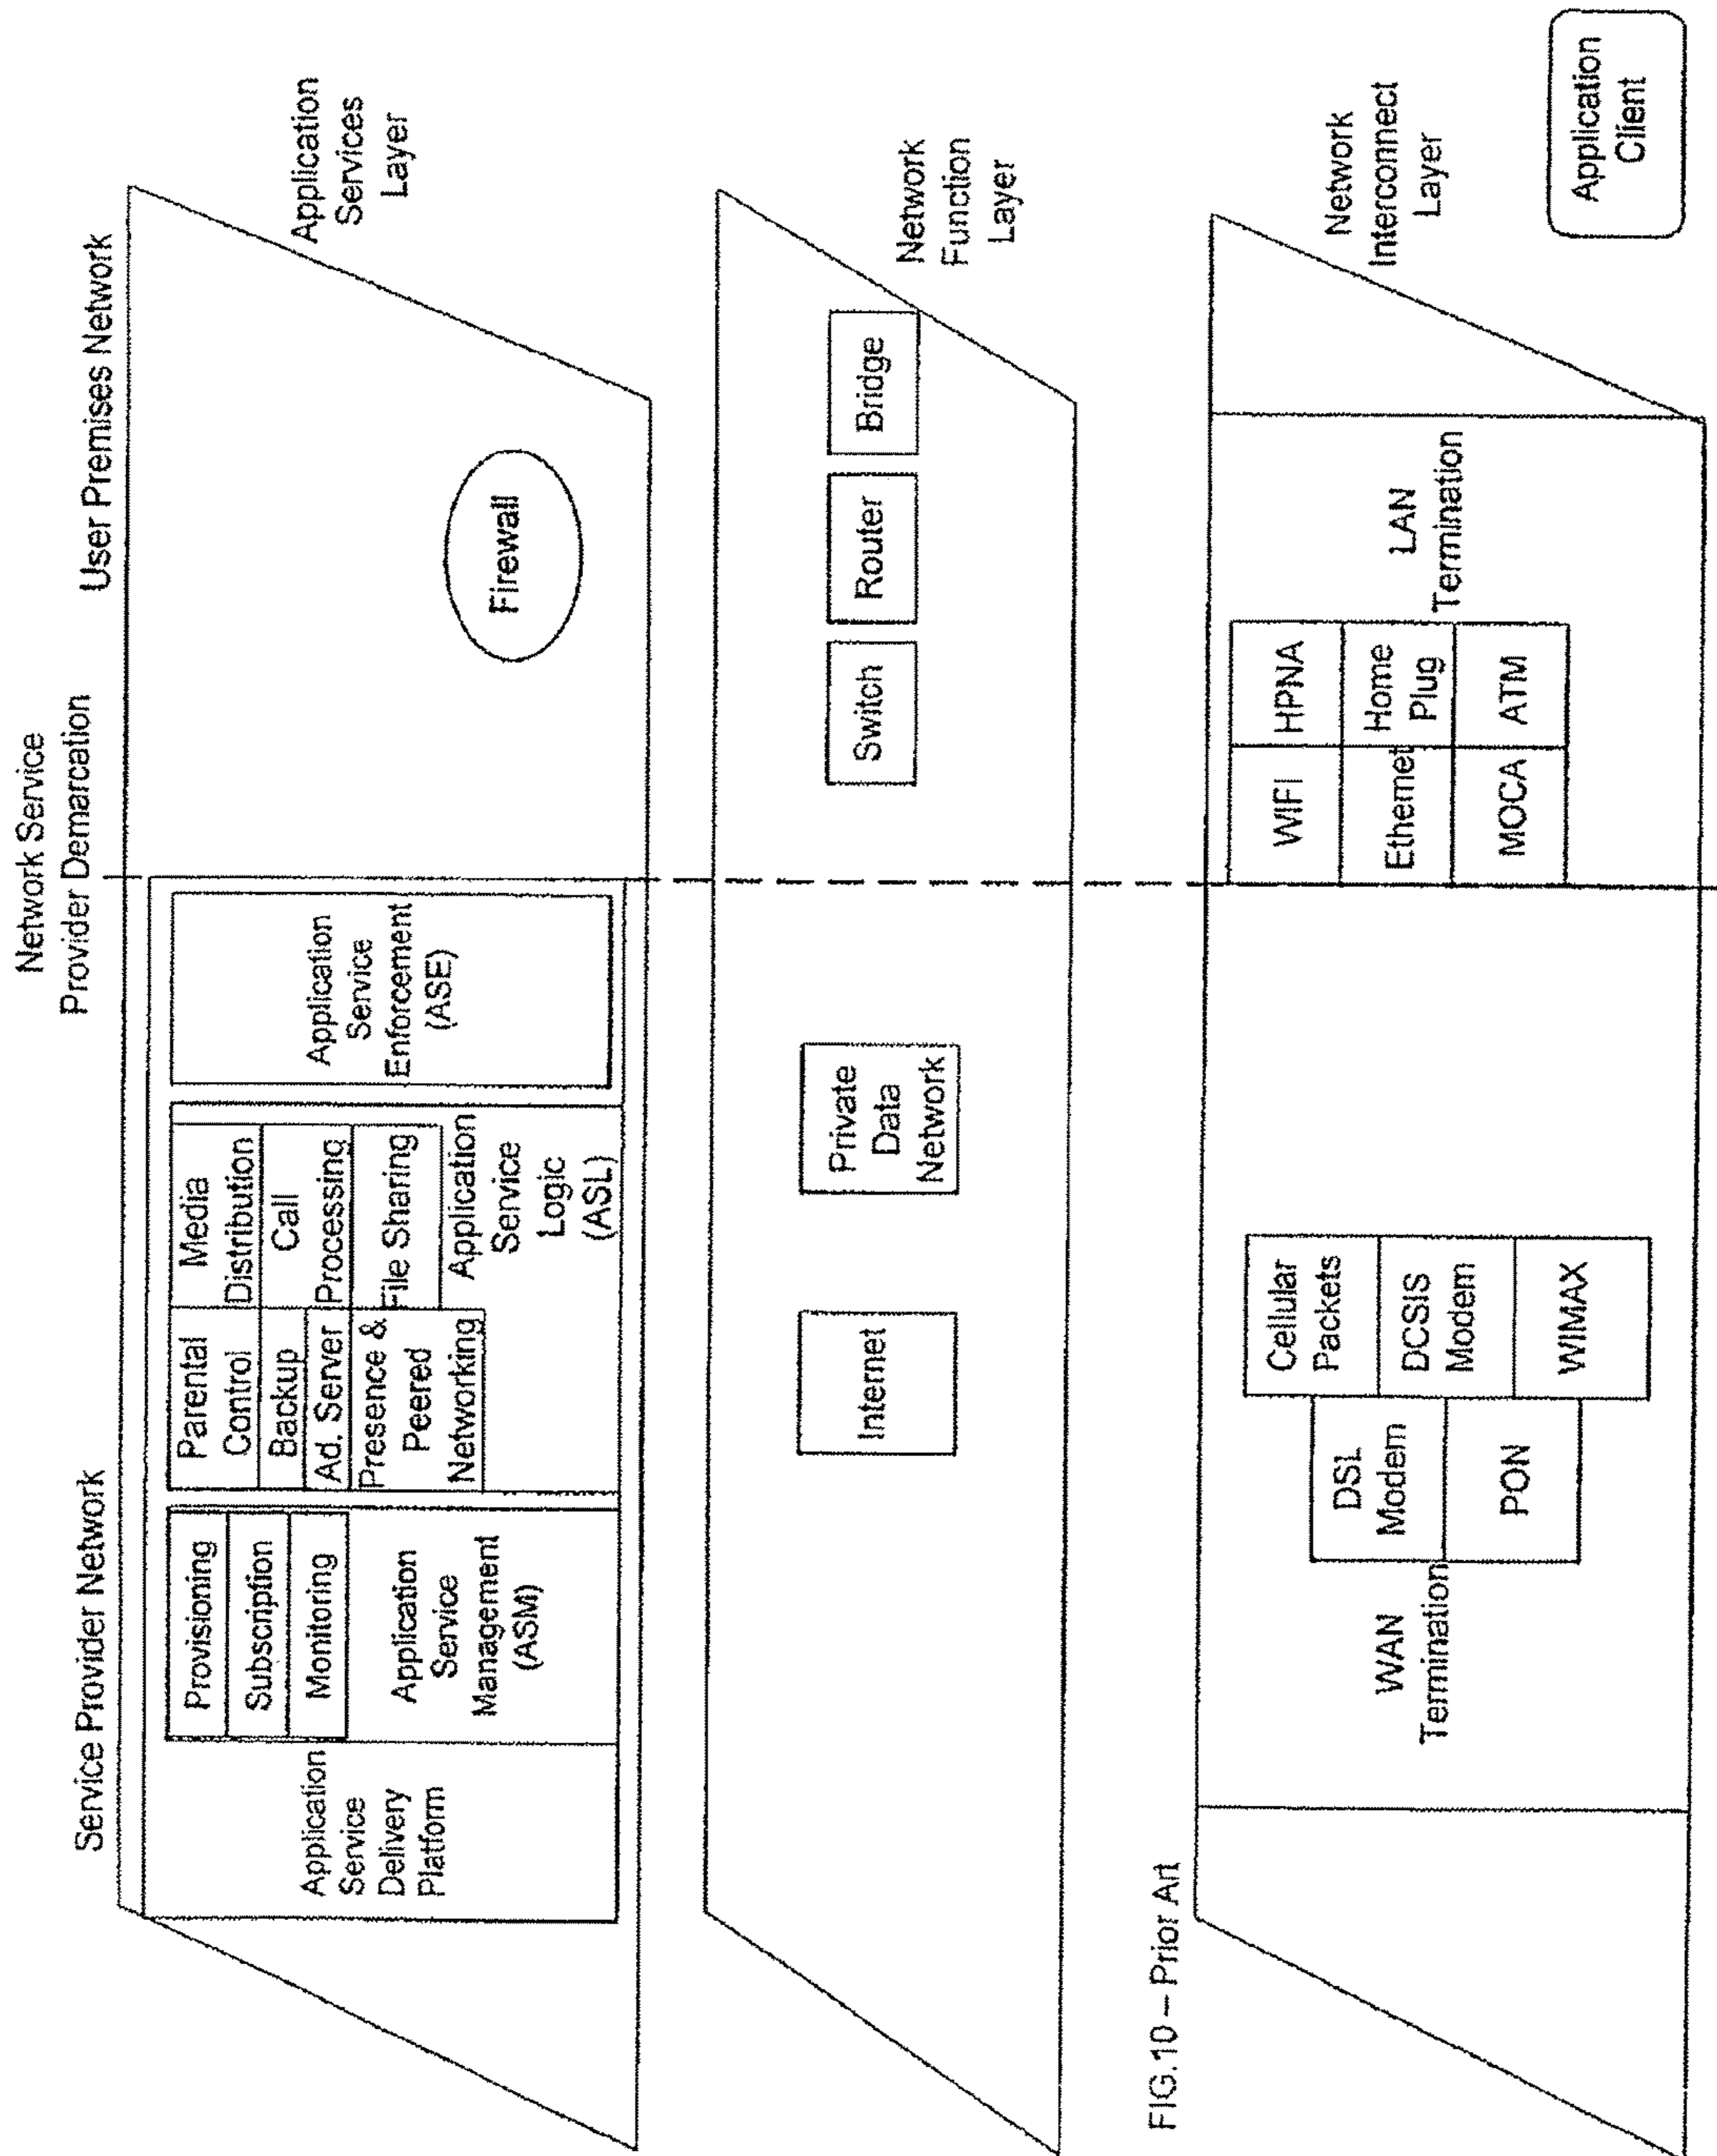 Network Service
Provider Demarcation
Service Provider Network
User Premises Network
Application
Services
Layer
Application
Service
Delivery
Platform
Provisioning
Subscription
Monitoring
Application
Service
Management
(ASM)
Parental
Control
Backup
Ad. Server
Presence &
Peered
Networking
Media
Distribution
Call
Processing
File Sharing
Application
Service
Logic
(ASL)
Application
Service
Enforcement
(ASE)
Firewall
Network
Function
Layer
Internet
Private
Data
Network
Switch
Router
Bridge
FIG.10 – Prior Art
Network
Interconnect
Layer
WAN
Termination
DSL
Modem
PON
Cellular
Packets
DCSIS
Modem
WIMAX
WIFI
HPNA
Ethernet
Home
Plug
MOCA
ATM
LAN
Termination
Application
Client